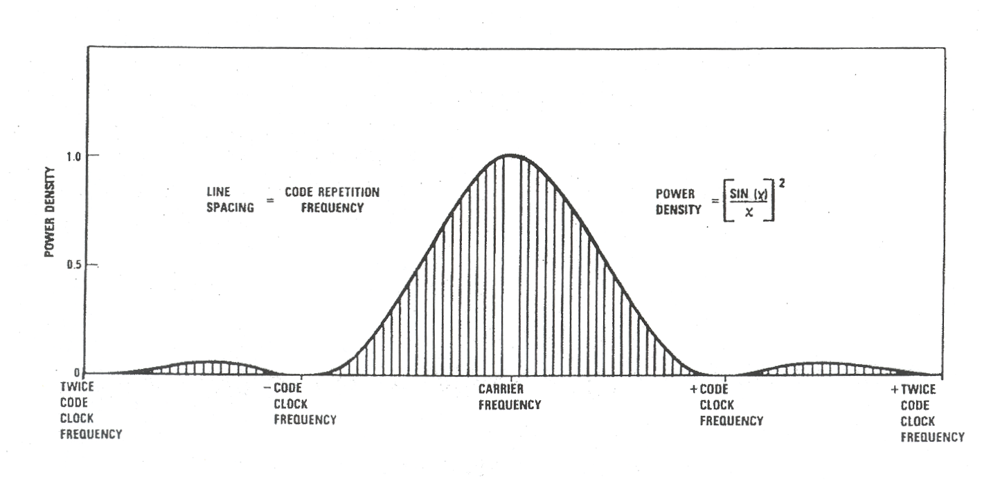 1.0
0.5
0
POWER DENSITY
LINE
SPACING
=
CODE REPETITION
FREQUENCY
POWER
DENSITY
=
[SIN (x)
x]
2
TWICE
CODE
CLOCK
FREQUENCY
– CODE
CLOCK
FREQUENCY
CARRIER
FREQUENCY
+ CODE
CLOCK
FREQUENCY
+ TWICE
CODE
CLOCK
FREQUENCY